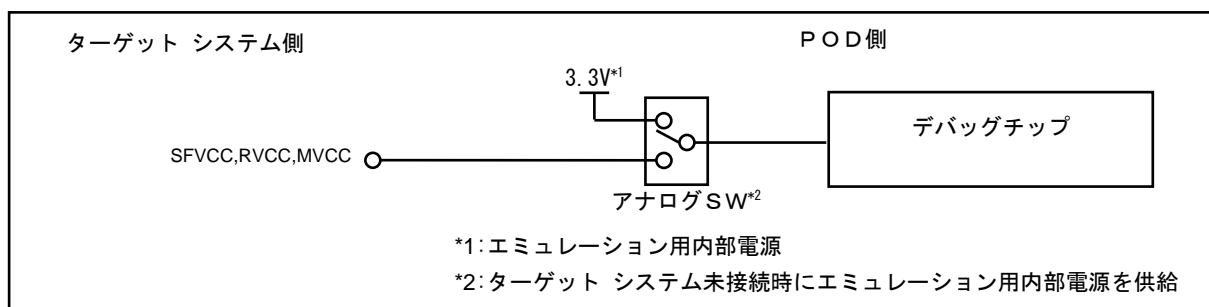 ターゲット システム側
POD側
3.3V*1
SFVCC,RVCC,MVCC
デバッグチップ
アナログSW*2
*1:エミュレーション用内部電源
*2:ターゲット システム未接続時にエミュレーション用内部電源を供給